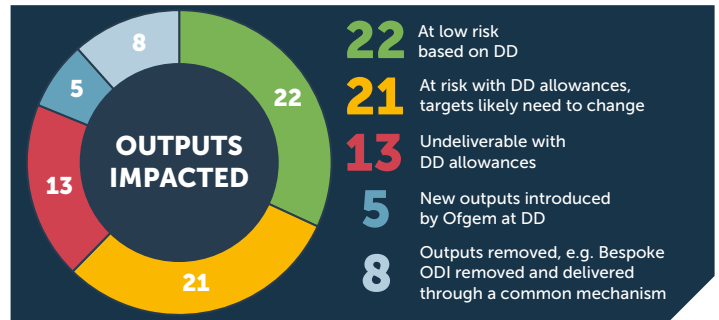 8
5
22
OUTPUTS
IMPACTED
13
21
22
At low risk
based on DD
21
At risk with DD allowances,
targets likely need to change
13
Undeliverable with
DD allowances
5
New outputs introduced
by Ofgem at DD
8
Outputs removed, e.g. Bespoke
ODI removed and delivered
through a common mechanism